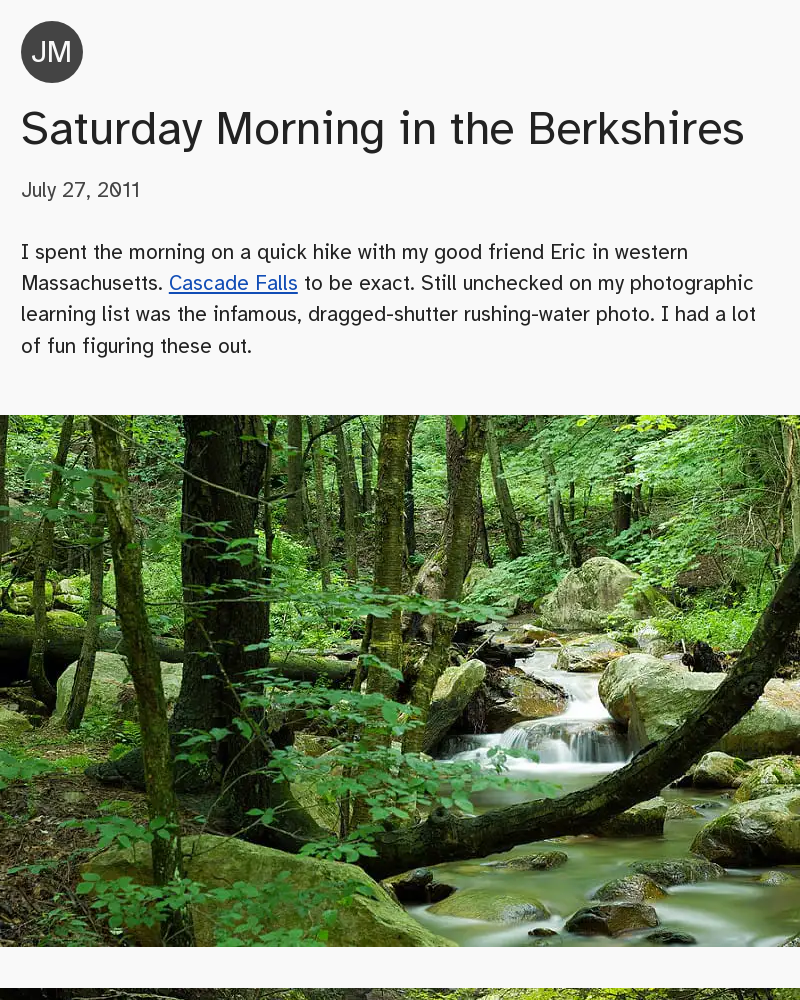 JM
Saturday Morning in the Berkshires
July 27, 2011
I spent the morning on a quick hike with my good friend Eric in western
Massachusetts. Cascade Falls to be exact. Still unchecked on my photographic
learning list was the infamous, dragged-shutter rushing-water photo. I had a lot
of fun figuring these out.